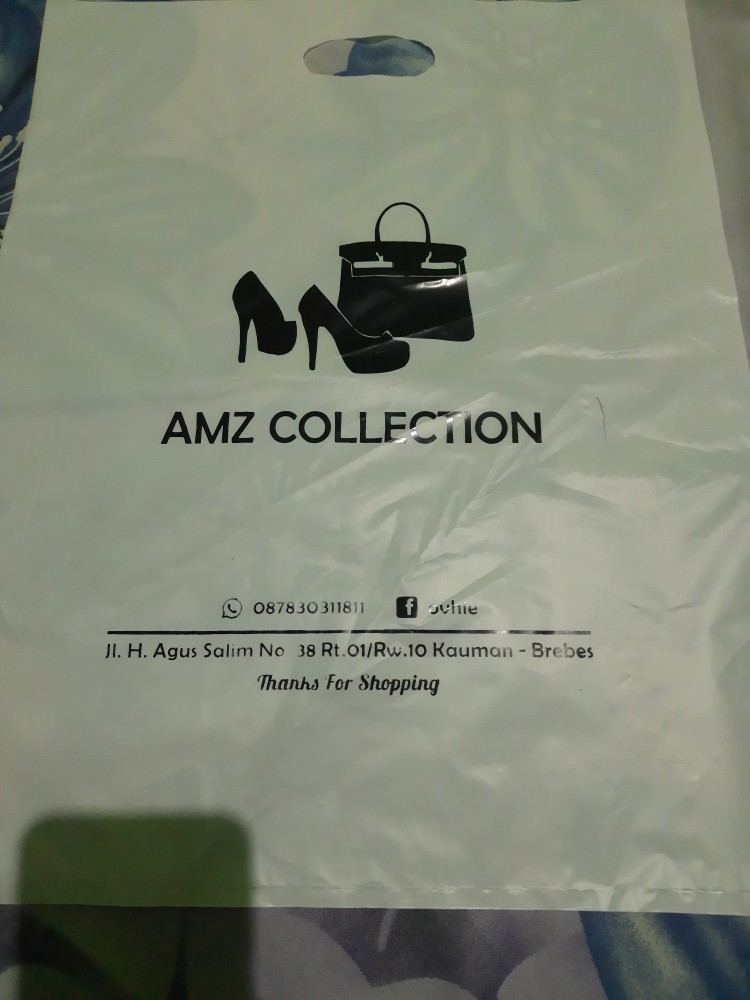 AMZ COLLECTION
087830311811
Jl. H. Agus Salim No 38 Rt.01/Rw.10 Kauman - Brebes
Thanks For Shopping